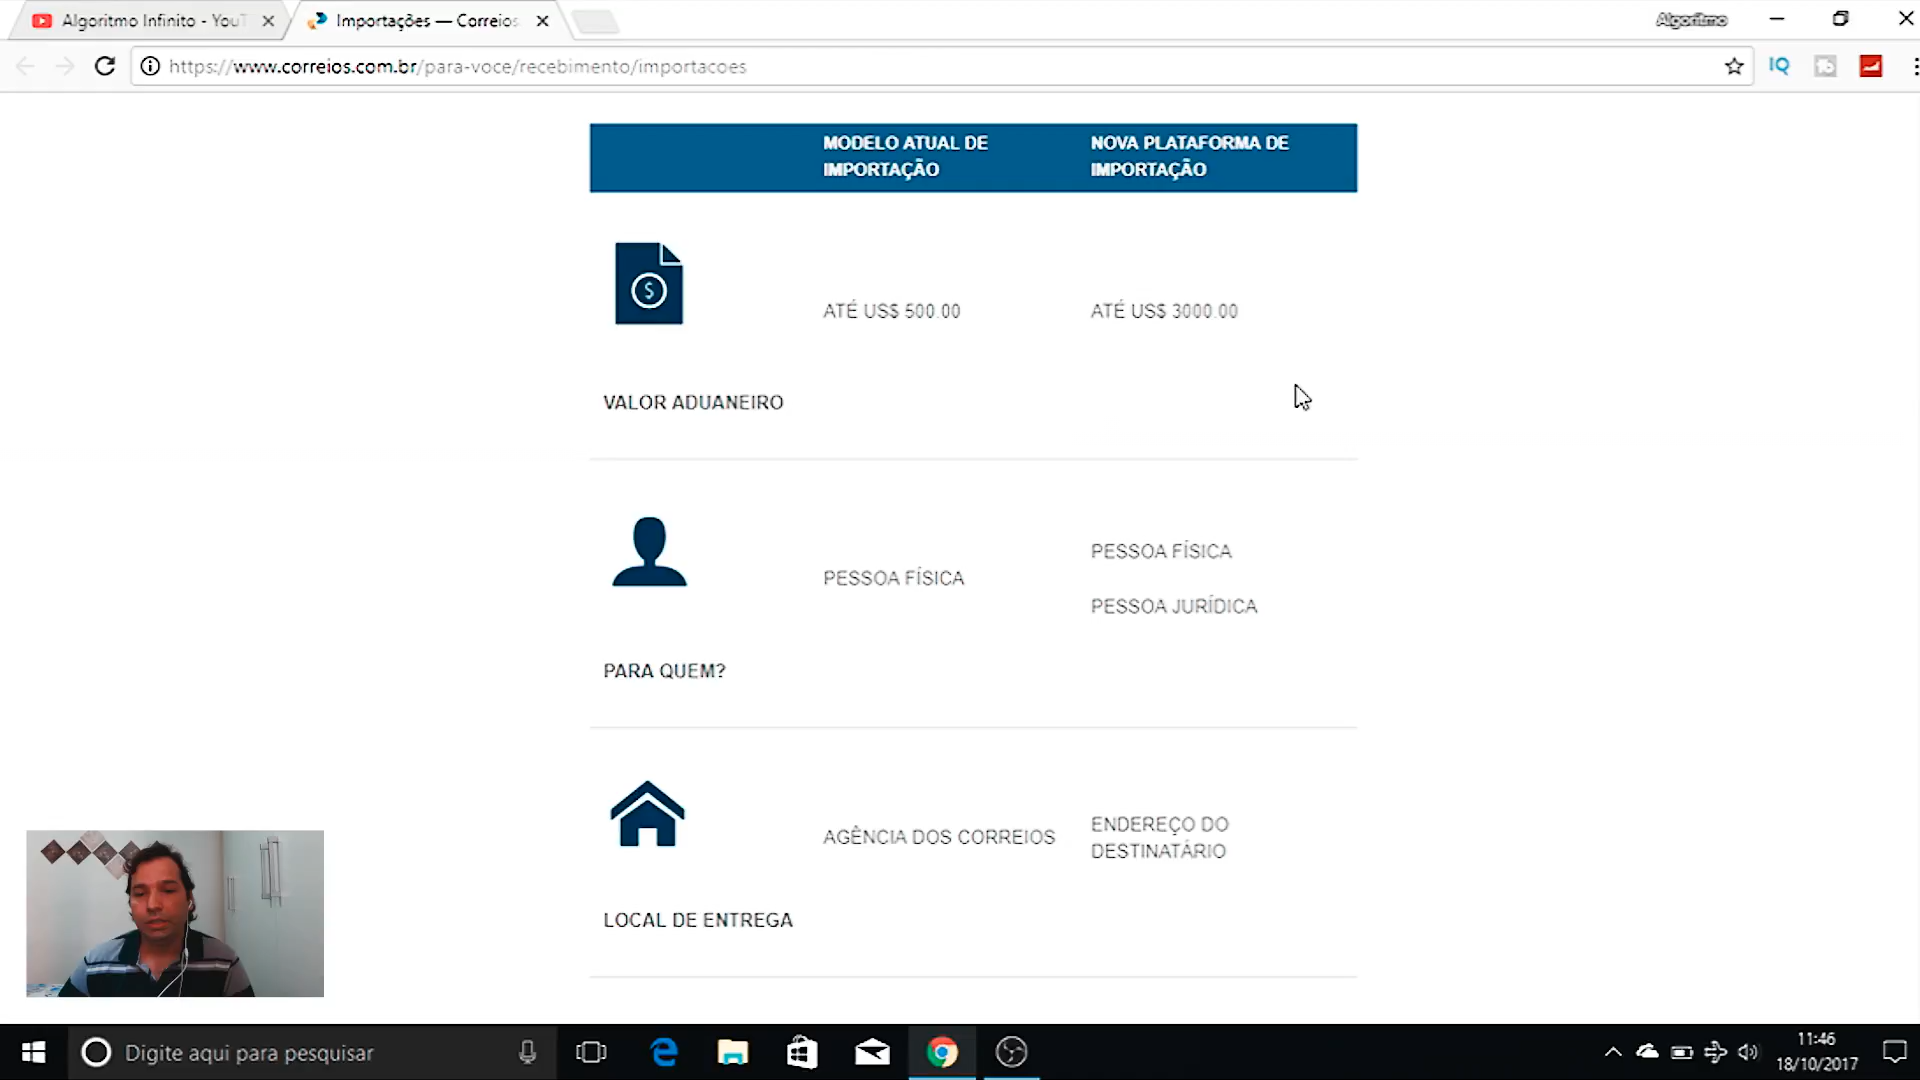 Algoritmo Infinito - YouT
Importações — Correios
Algoritmo
https://www.correios.com.br/para-voce/recebimento/importacoes
IQ
MODELO ATUAL DE
IMPORTAÇÃO
NOVA PLATAFORMA DE
IMPORTAÇÃO
$
ATÉ US$ 500.00
ATÉ US$ 3000.00
VALOR ADUANEIRO
PESSOA FÍSICA
PESSOA FÍSICA
PESSOA JURÍDICA
PARA QUEM?
AGÊNCIA DOS CORREIOS
ENDEREÇO DO
DESTINATÁRIO
LOCAL DE ENTREGA
Digite aqui para pesquisar
11:46
18/10/2017